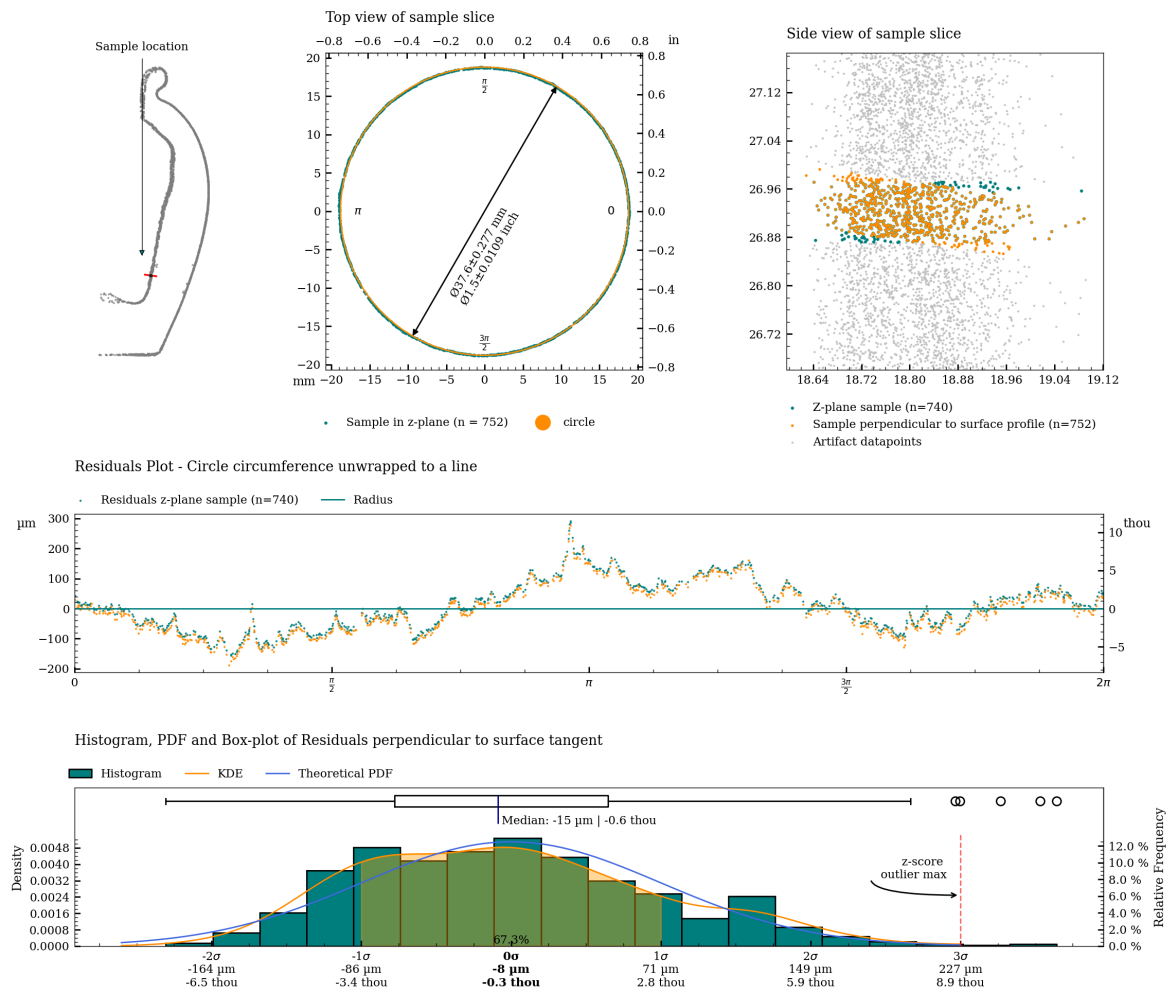 Sample location
Top view of sample slice
−0.8 −0.6 −0.4 −0.2 0.0 0.2 0.4 0.6 0.8 in
20
15
10
5
0
−5
−10
−15
−20
0.8
0.6
0.4
0.2
0.0
−0.2
−0.4
−0.6
−0.8
π/2
π
0
3π/2
Ø37.6±0.277 mm
Ø1.5±0.0109 inch
mm −20 −15 −10 −5 0 5 10 15 20
Sample in z-plane (n = 752) circle
Side view of sample slice
27.12
27.04
26.96
26.88
26.80
26.72
18.64 18.72 18.80 18.88 18.96 19.04 19.12
Z-plane sample (n=740)
Sample perpendicular to surface profile (n=752)
Artifact datapoints
Residuals Plot - Circle circumference unwrapped to a line
Residuals z-plane sample (n=740) Radius
µm
300
200
100
0
−100
−200
thou
10
5
0
−5
0 π/2 π 3π/2 2π
Histogram, PDF and Box-plot of Residuals perpendicular to surface tangent
Histogram KDE Theoretical PDF
Median: -15 µm | -0.6 thou
Density
0.0048
0.0040
0.0032
0.0024
0.0016
0.0008
0.0000
z-score
outlier max
67.3%
Relative Frequency
12.0 %
10.0 %
8.0 %
6.0 %
4.0 %
2.0 %
0.0 %
-2σ -1σ 0σ 1σ 2σ 3σ
-164 µm -86 µm -8 µm 71 µm 149 µm 227 µm
-6.5 thou -3.4 thou -0.3 thou 2.8 thou 5.9 thou 8.9 thou